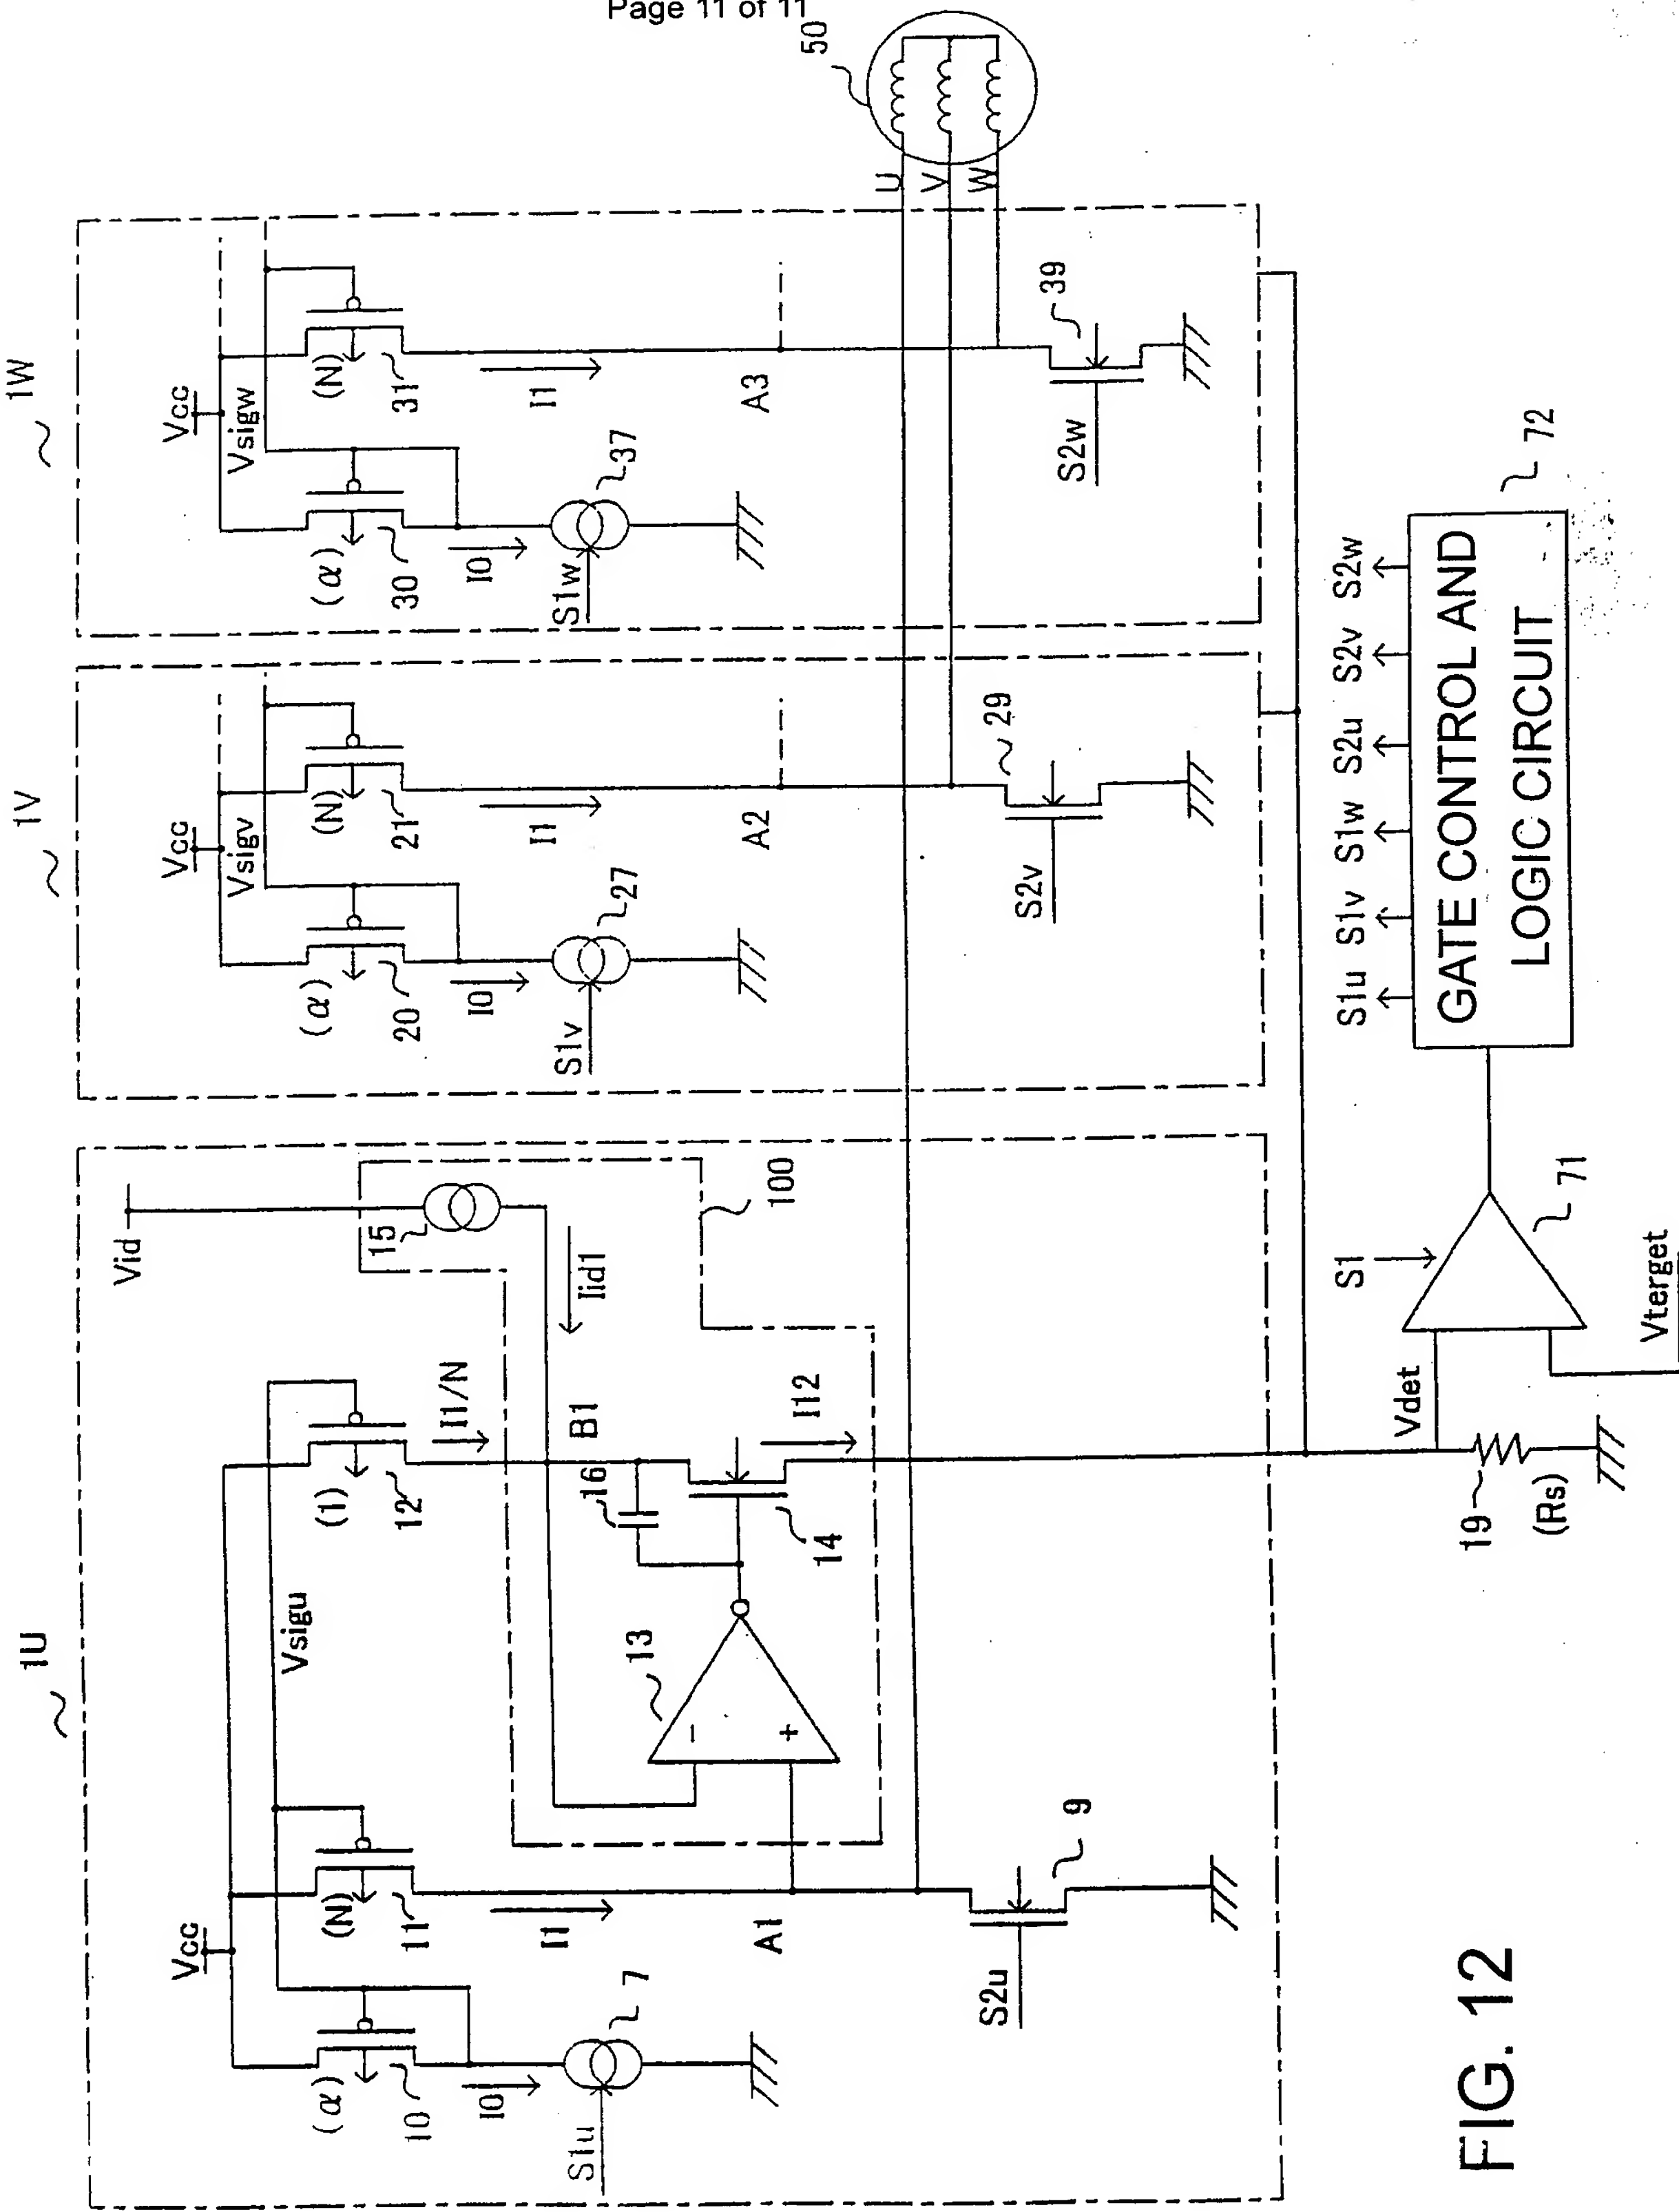 Page 11 of 11
1U
1V
1W
Vcc
Vid
Vcc
Vcc
Vsigu
Vsigv
Vsigw
(α)
10
(N)
11
(1)
12
15
(α)
20
(N)
21
(α)
30
(N)
31
I0
I1
I1/N
Iid1
I0
I1
I0
I1
S1u
7
A1
13
-
+
16
B1
14
I12
100
S1v
27
A2
S1w
37
A3
U
V
W
50
S2u
9
S2v
29
S2w
39
19
(Rs)
Vdet
S1
71
Vterget
S1u
S1v
S1w
S2u
S2v
S2w
GATE CONTROL AND
LOGIC CIRCUIT
72
FIG. 12